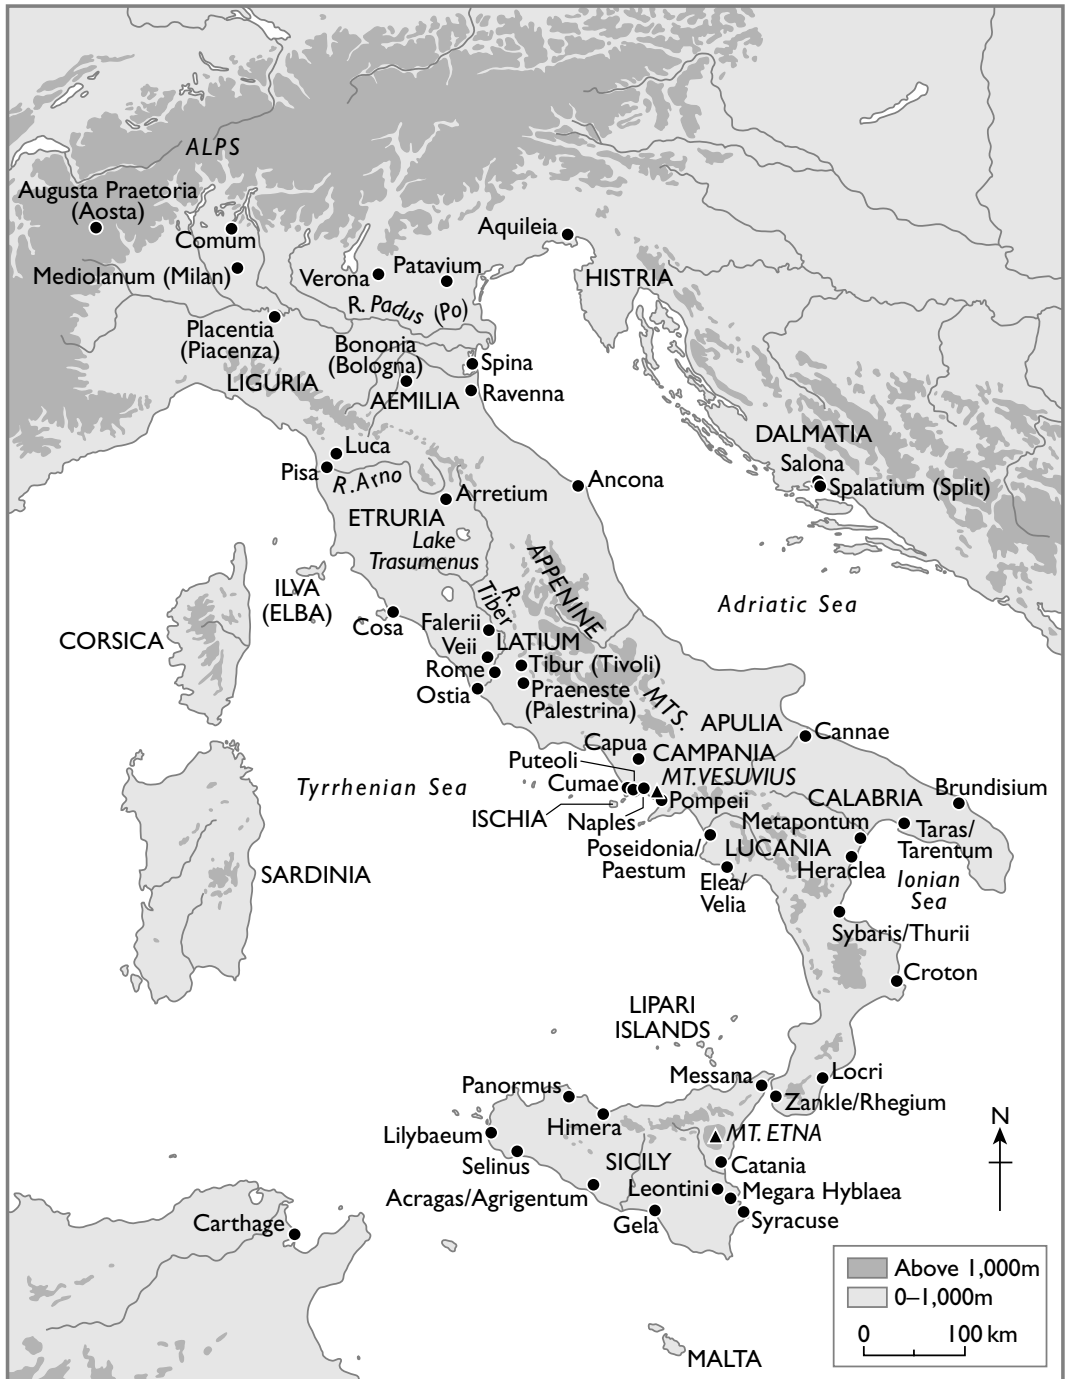 ALPS
Augusta Praetoria
(Aosta)
Comum
Mediolanum (Milan)
Verona
Patavium
Aquileia
HISTRIA
R. Padus (Po)
Placentia
(Piacenza)
Bononia
(Bologna)
Spina
LIGURIA
AEMILIA
Ravenna
DALMATIA
Salona
Spalatium (Split)
Luca
Pisa
R. Arno
Arretium
Ancona
ETRURIA
Lake
Trasumenus
APPENINE
MTS.
R.
Tiber
ILVA
(ELBA)
Cosa
CORSICA
Falerii
Veii
LATIUM
Rome
Tibur (Tivoli)
Ostia
Praeneste
(Palestrina)
Adriatic Sea
APULIA
Cannae
Capua
CAMPANIA
Puteoli
MT. VESUVIUS
Cumae
Pompeii
ISCHIA
Naples
Tyrrhenian Sea
CALABRIA
Brundisium
Metapontum
Taras/
Tarentum
Poseidonia/
Paestum
LUCANIA
Heraclea
Elea/
Velia
Ionian
Sea
SARDINIA
Sybaris/Thurii
Croton
LIPARI
ISLANDS
Messana
Locri
Zankle/Rhegium
Panormus
Himera
MT. ETNA
Lilybaeum
Selinus
SICILY
Catania
Acragas/Agrigentum
Leontini
Megara Hyblaea
Gela
Syracuse
Carthage
MALTA
N
Above 1,000m
0–1,000m
0 100 km